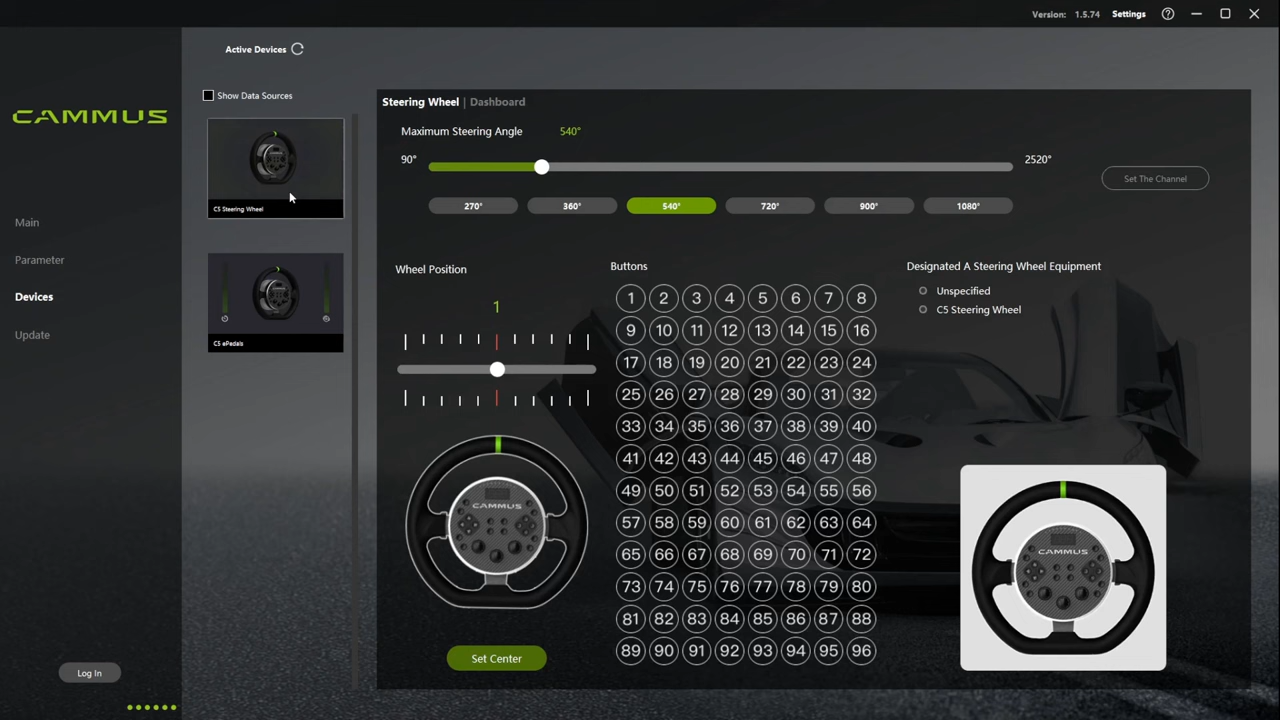 Version: 1.5.74 Settings
Active Devices
CAMMUS
Show Data Sources
C5 Steering Wheel
C5 ePedals
Main
Parameter
Devices
Update
Log In
Steering Wheel | Dashboard
Maximum Steering Angle 540°
90° 2520°
Set The Channel
270° 360° 540° 720° 900° 1080°
Wheel Position
1
CAMMUS
Set Center
Buttons
1 2 3 4 5 6 7 8
9 10 11 12 13 14 15 16
17 18 19 20 21 22 23 24
25 26 27 28 29 30 31 32
33 34 35 36 37 38 39 40
41 42 43 44 45 46 47 48
49 50 51 52 53 54 55 56
57 58 59 60 61 62 63 64
65 66 67 68 69 70 71 72
73 74 75 76 77 78 79 80
81 82 83 84 85 86 87 88
89 90 91 92 93 94 95 96
Designated A Steering Wheel Equipment
Unspecified
C5 Steering Wheel
CAMMUS